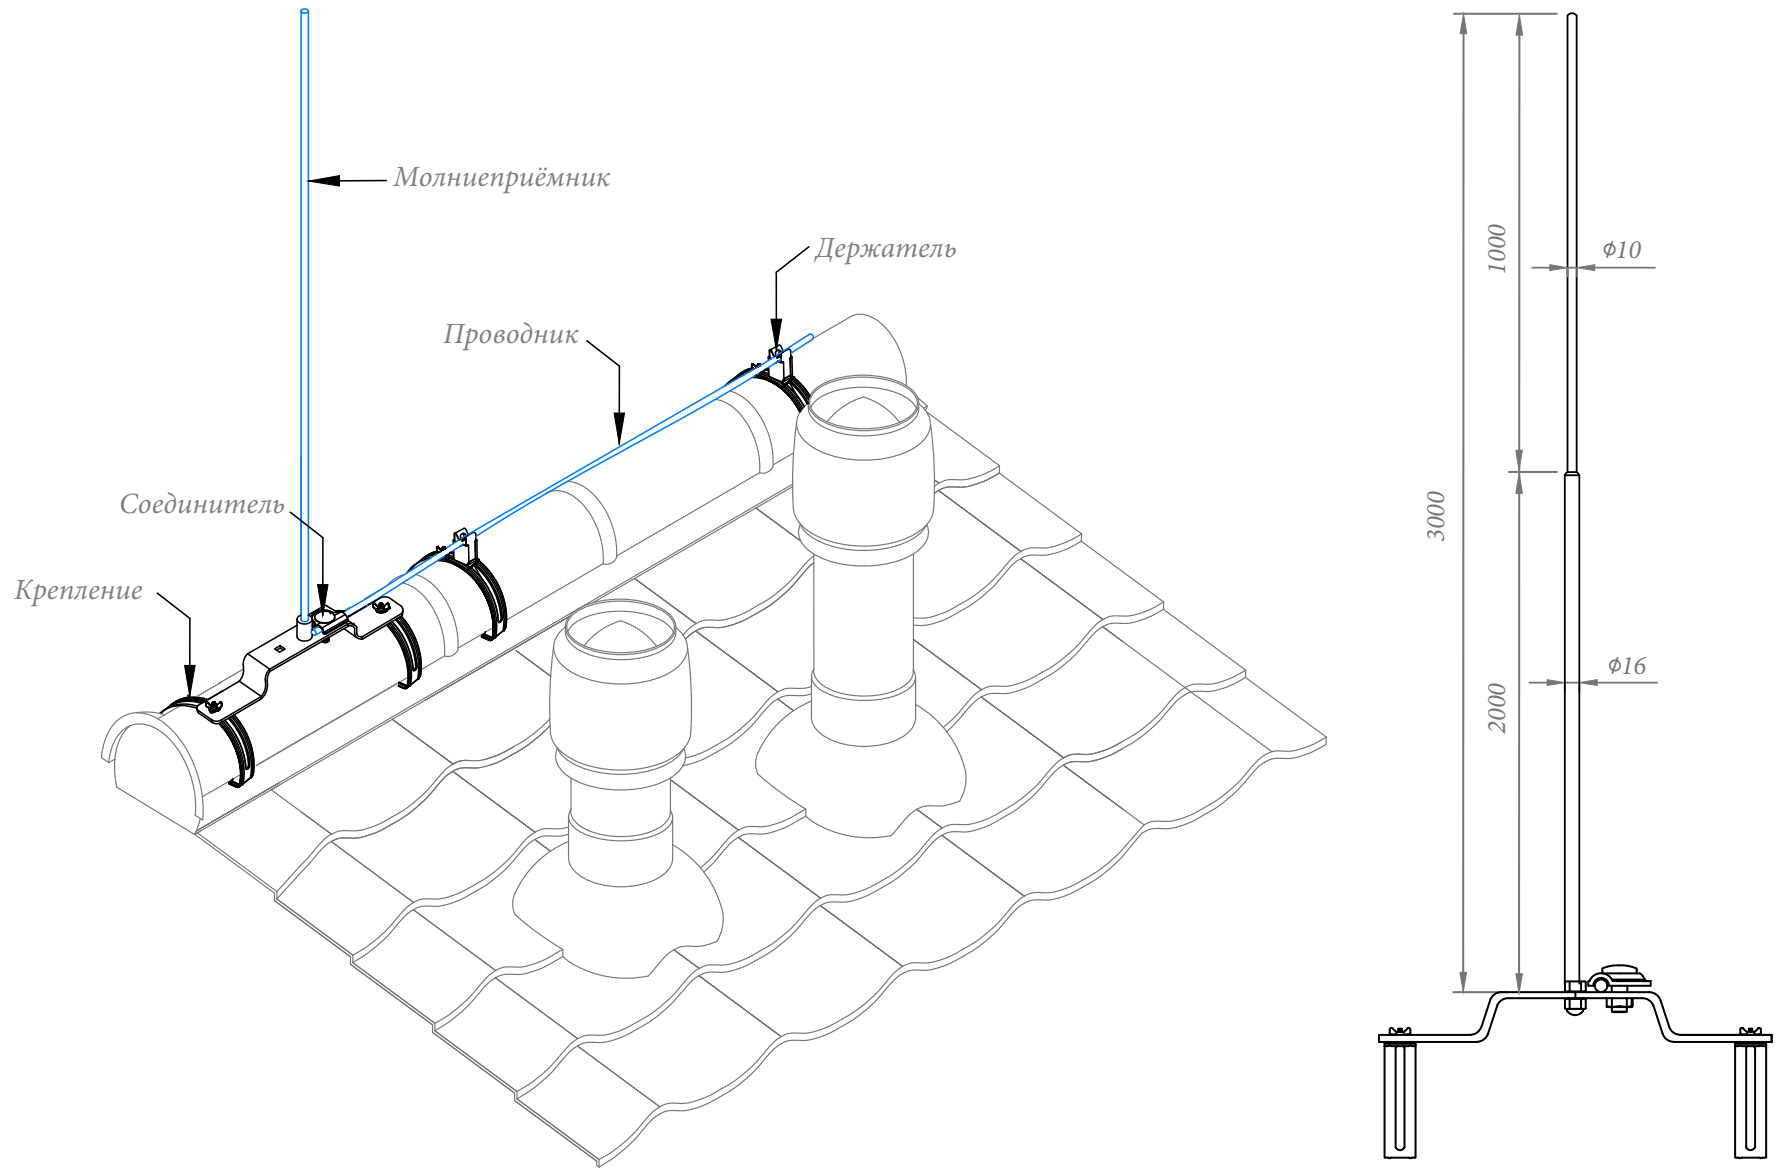 Молниеприёмник
Держатель
Проводник
Соединитель
Крепление
3000
1000
ϕ10
2000
ϕ16